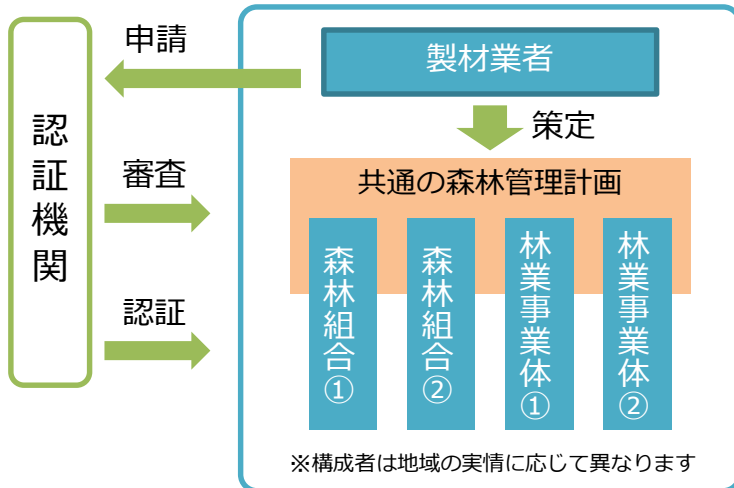 認証機関
申請
審査
認証
製材業者
策定
共通の森林管理計画
森林組合①
森林組合②
林業事業体①
林業事業体②
※構成者は地域の実情に応じて異なります